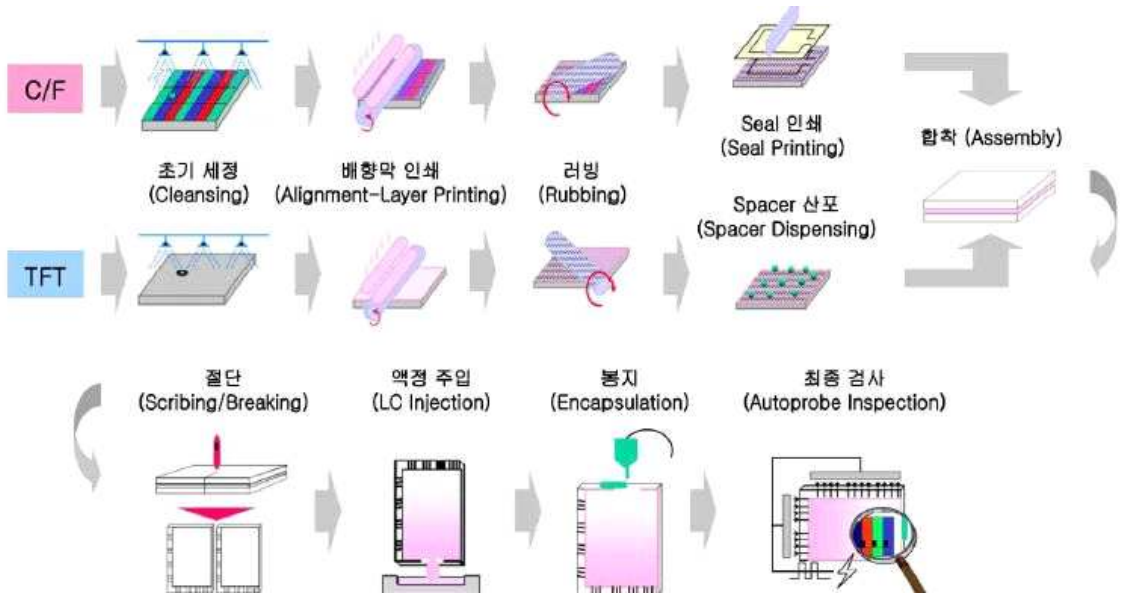 C/F
초기 세정
(Cleansing)
배향막 인쇄
(Alignment-Layer Printing)
러빙
(Rubbing)
Seal 인쇄
(Seal Printing)
합착 (Assembly)
TFT
Spacer 산포
(Spacer Dispensing)
절단
(Scribing/Breaking)
액정 주입
(LC Injection)
봉지
(Encapsulation)
최종 검사
(Autoprobe Inspection)